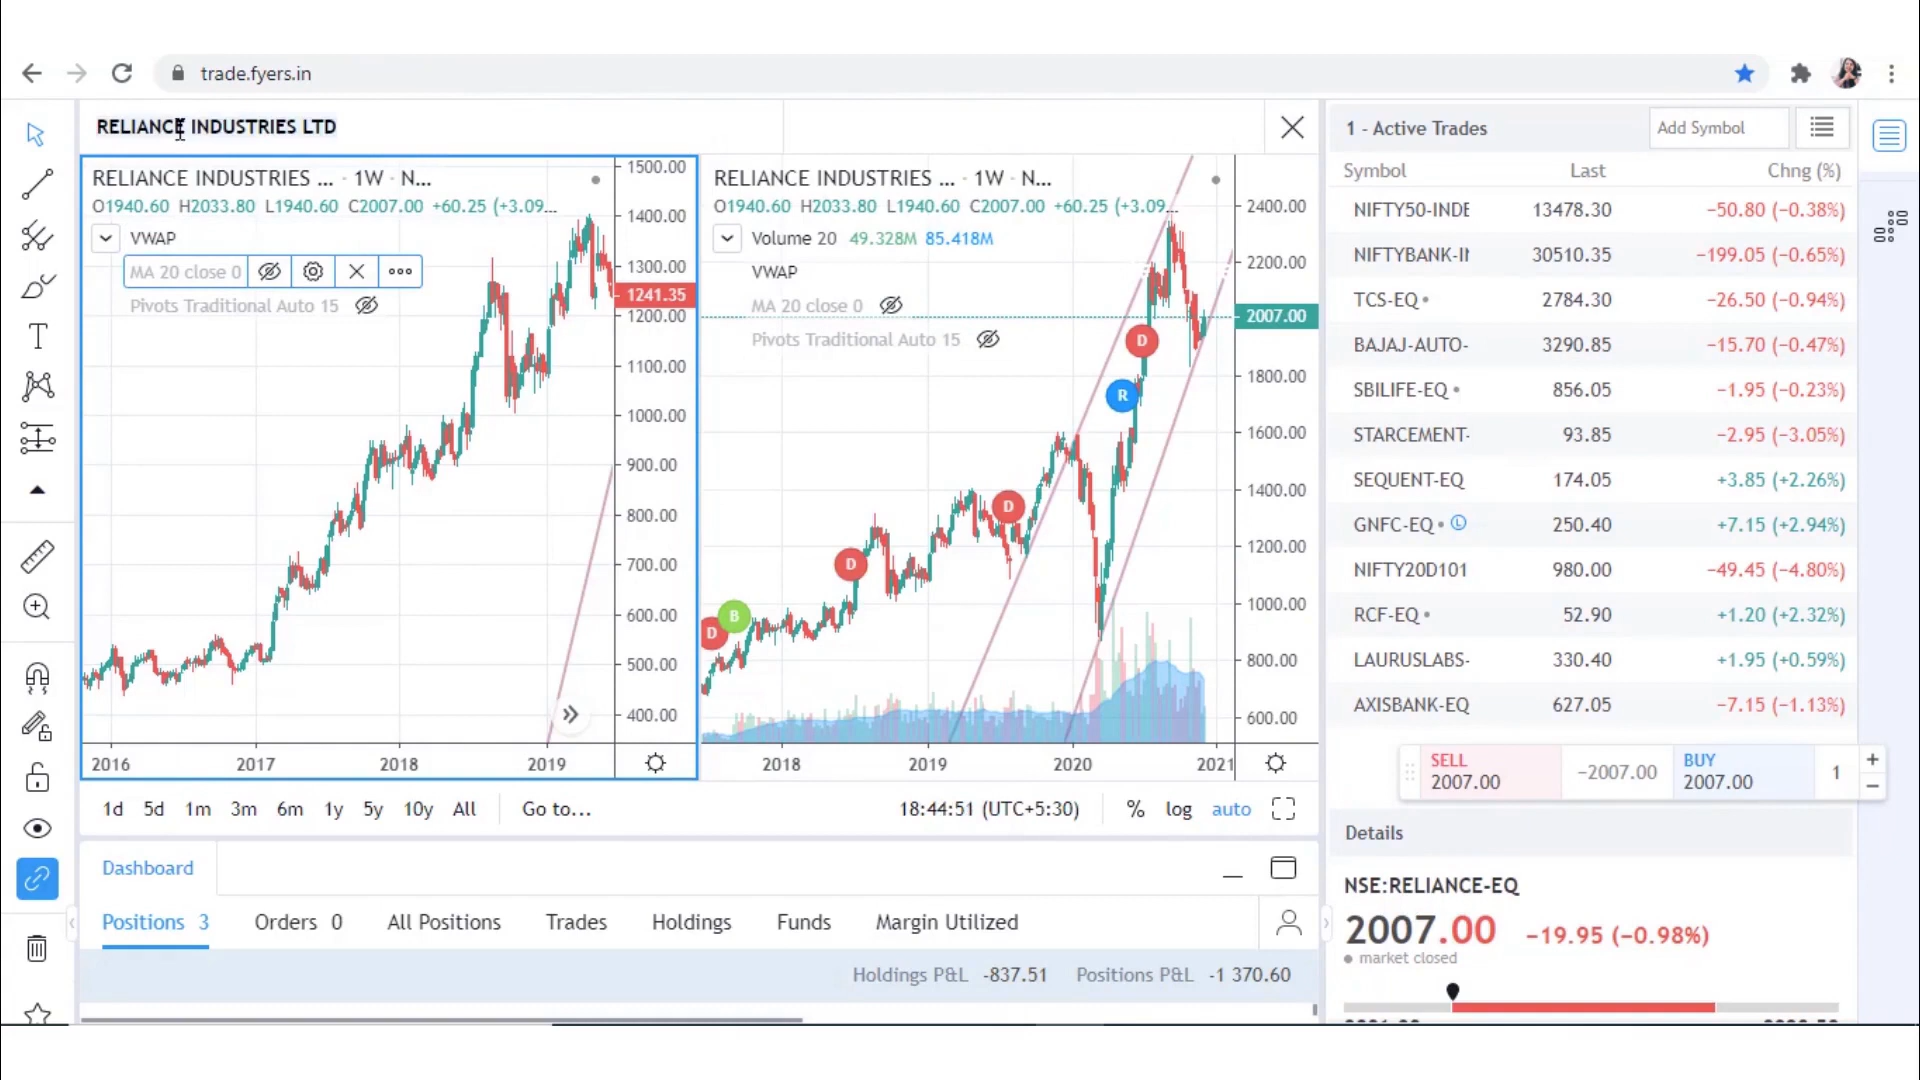 trade.fyers.in
RELIANCE INDUSTRIES LTD
RELIANCE INDUSTRIES ... · 1W · N...
O1940.60 H2033.80 L1940.60 C2007.00 +60.25 (+3.09...
VWAP
MA 20 close 0
Pivots Traditional Auto 15
1500.00
1400.00
1300.00
1241.35
1200.00
1100.00
1000.00
900.00
800.00
700.00
600.00
500.00
400.00
2016 2017 2018 2019
RELIANCE INDUSTRIES ... · 1W · N...
O1940.60 H2033.80 L1940.60 C2007.00 +60.25 (+3.09...
Volume 20 49.328M 85.418M
VWAP
MA 20 close 0
Pivots Traditional Auto 15
D
R
D
D
B
D
2400.00
2200.00
2007.00
1800.00
1600.00
1400.00
1200.00
1000.00
800.00
600.00
2018 2019 2020 2021
1d 5d 1m 3m 6m 1y 5y 10y All Go to...
18:44:51 (UTC+5:30) % log auto
Dashboard
Positions 3 Orders 0 All Positions Trades Holdings Funds Margin Utilized
Holdings P&L -837.51 Positions P&L -1 370.60
1 - Active Trades Add Symbol
Symbol Last Chng (%)
NIFTY50-INDE 13478.30 −50.80 (−0.38%)
NIFTYBANK-IN 30510.35 −199.05 (−0.65%)
TCS-EQ 2784.30 −26.50 (−0.94%)
BAJAJ-AUTO- 3290.85 −15.70 (−0.47%)
SBILIFE-EQ 856.05 −1.95 (−0.23%)
STARCEMENT- 93.85 −2.95 (−3.05%)
SEQUENT-EQ 174.05 +3.85 (+2.26%)
GNFC-EQ L 250.40 +7.15 (+2.94%)
NIFTY20D101 980.00 −49.45 (−4.80%)
RCF-EQ 52.90 +1.20 (+2.32%)
LAURUSLABS- 330.40 +1.95 (+0.59%)
AXISBANK-EQ 627.05 −7.15 (−1.13%)
SELL BUY
2007.00 −2007.00 2007.00 1 + −
Details
NSE:RELIANCE-EQ
2007.00 −19.95 (−0.98%)
market closed